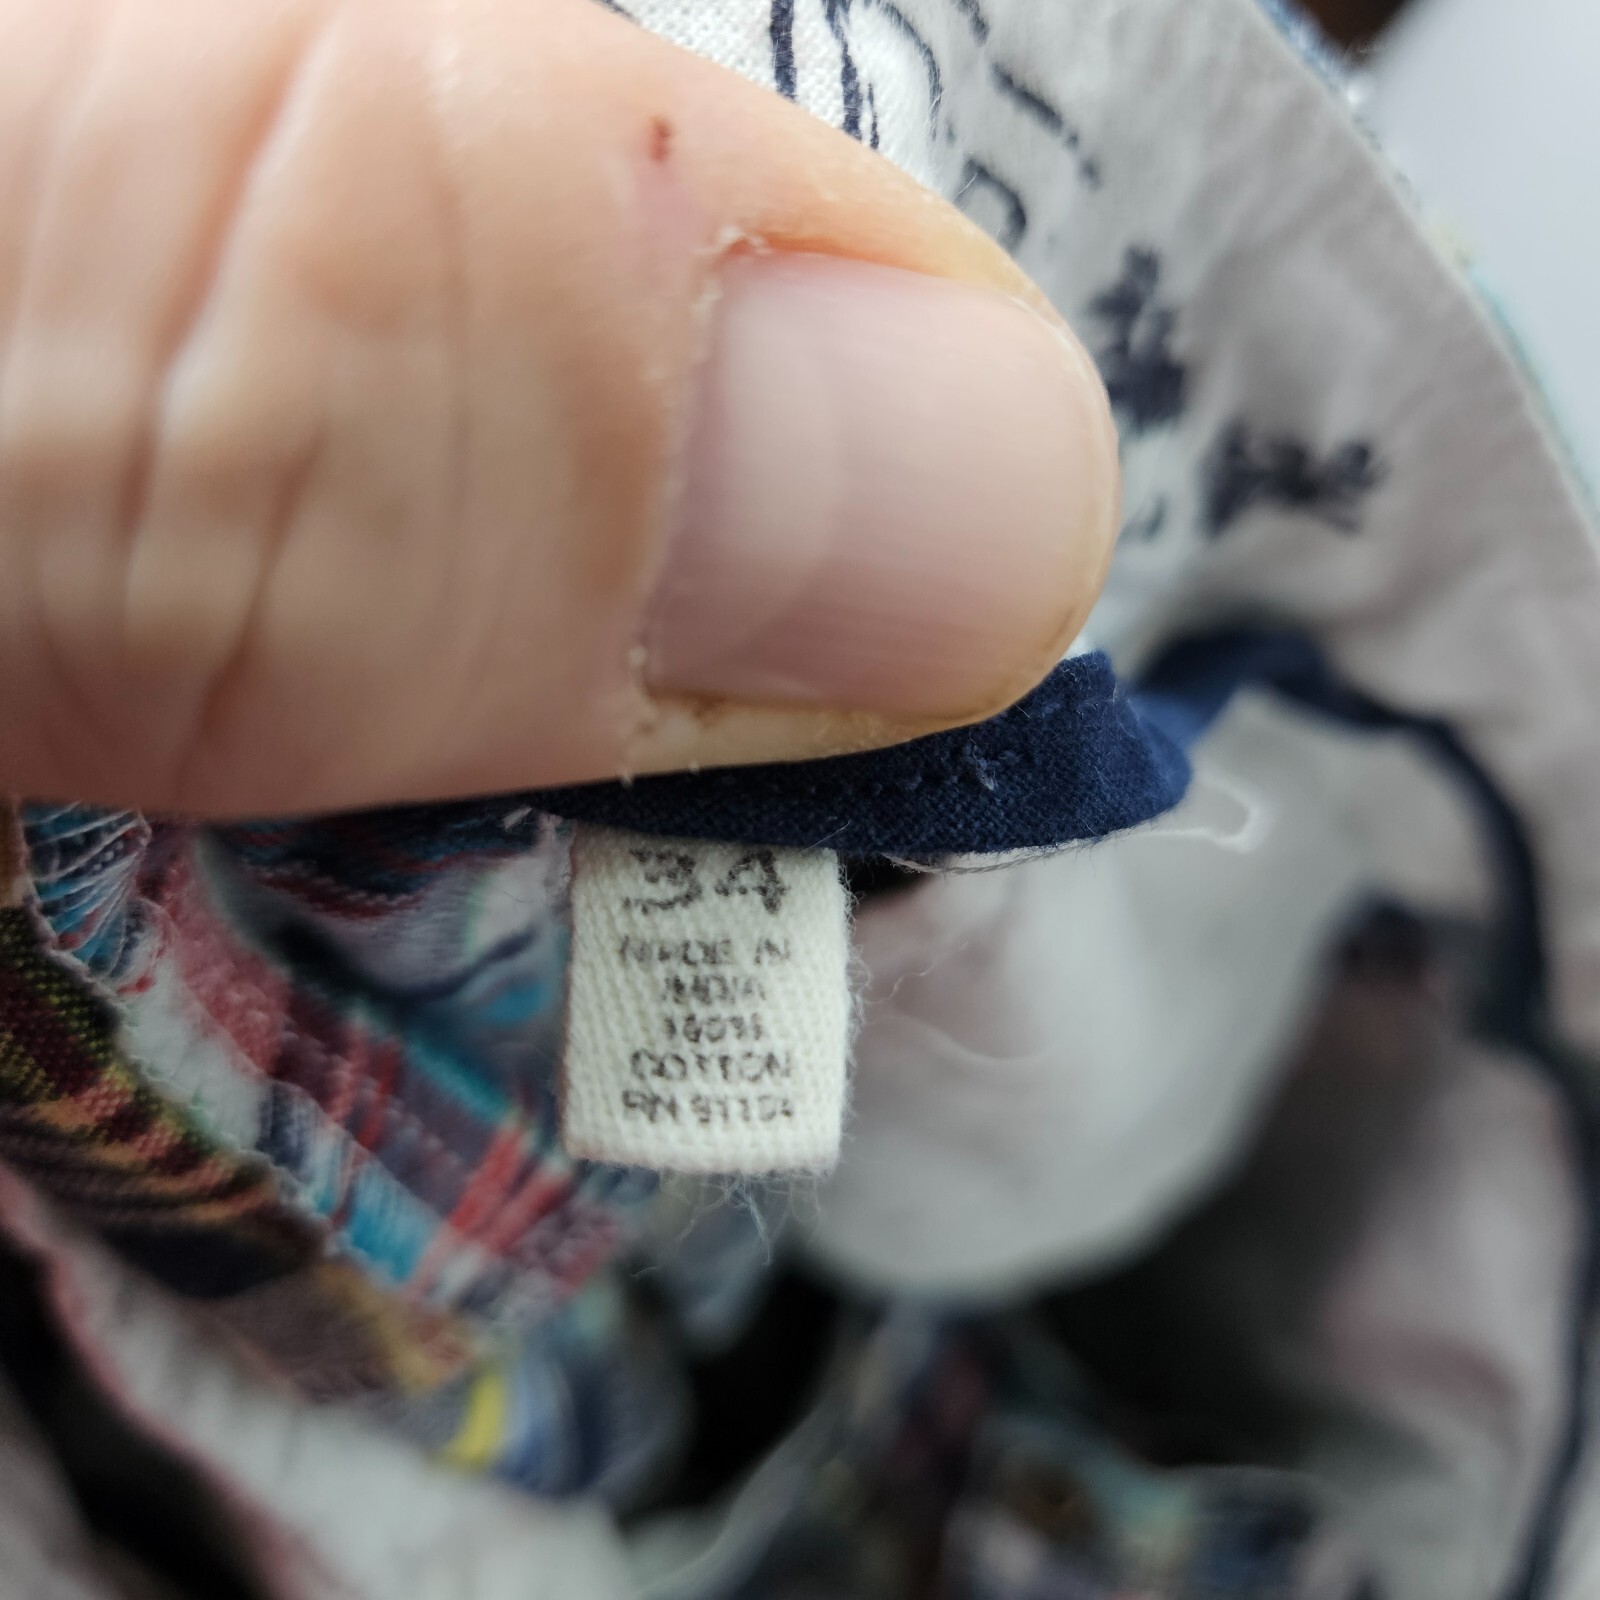 34
MADE IN
INDIA
100%
COTTON
RN